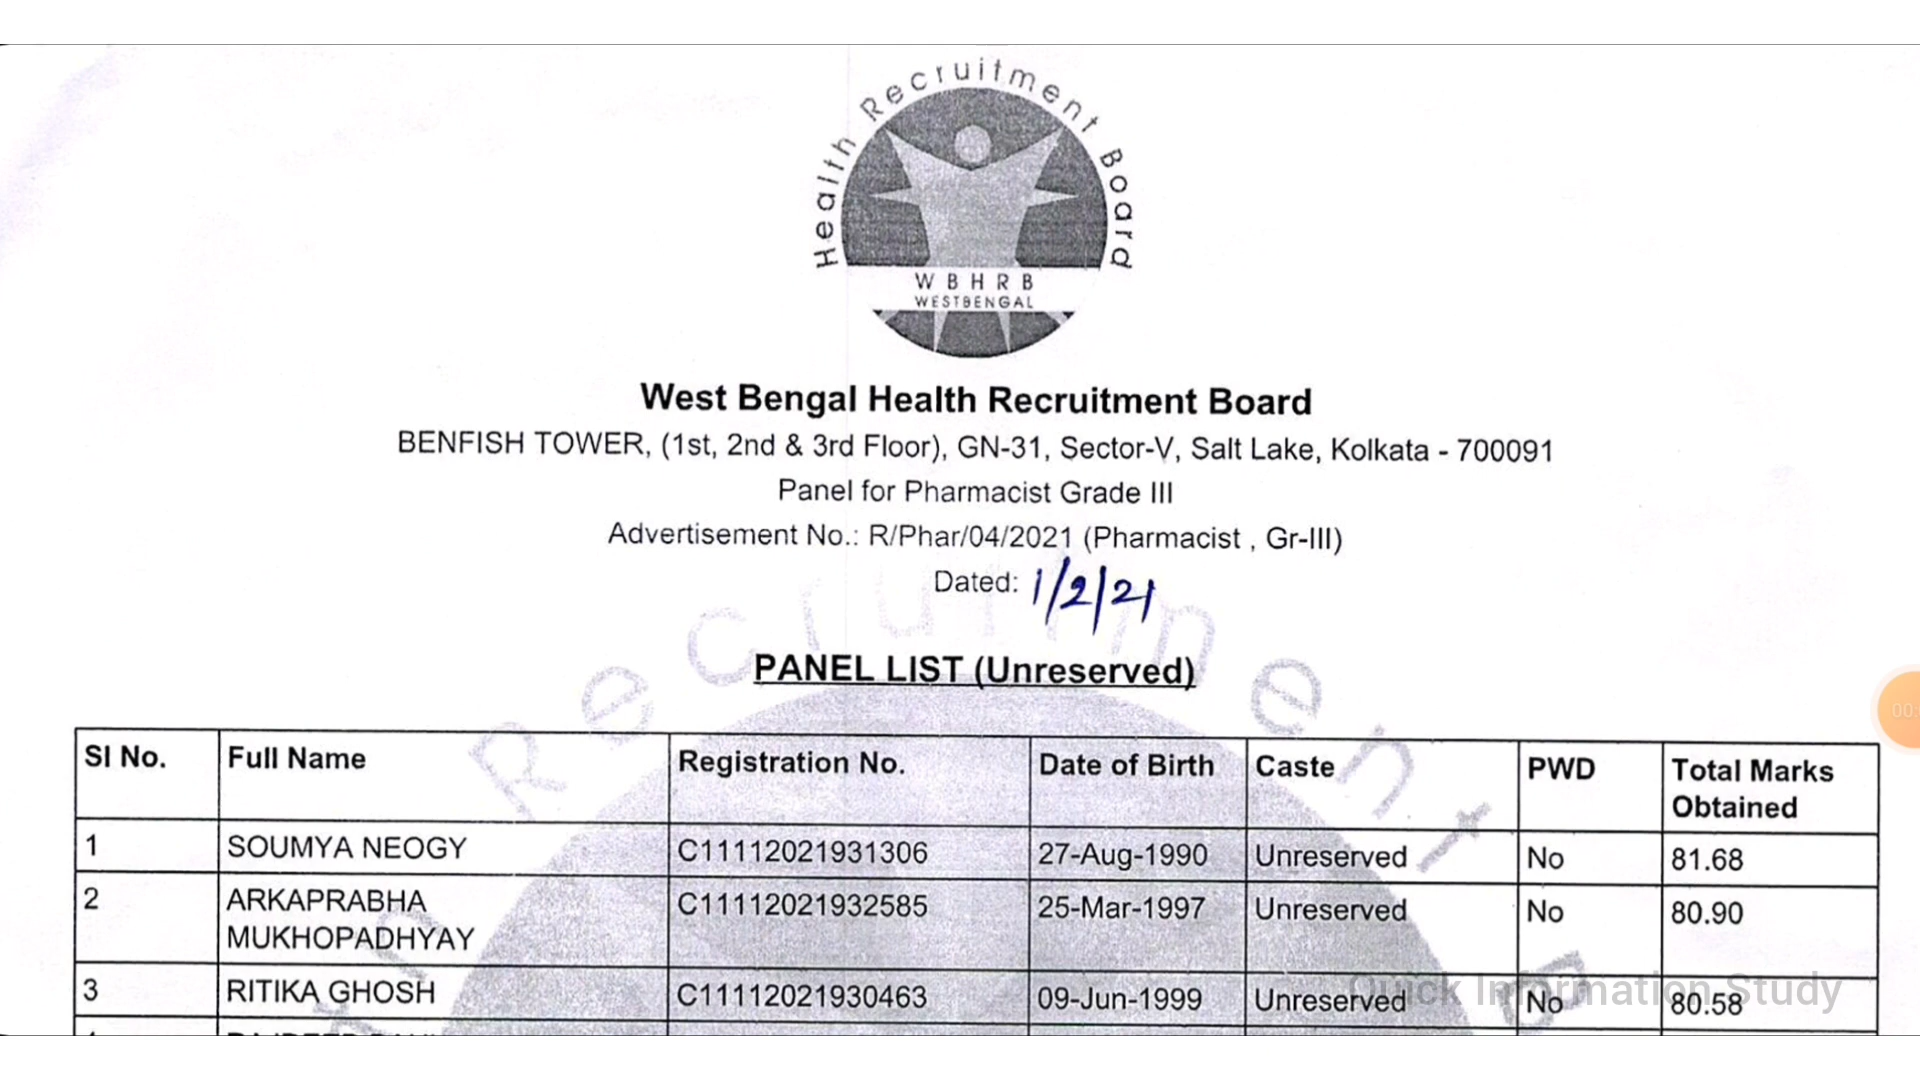 Health Recruitment Board
W B H R B
WESTBENGAL
West Bengal Health Recruitment Board
BENFISH TOWER, (1st, 2nd & 3rd Floor), GN-31, Sector-V, Salt Lake, Kolkata - 700091
Panel for Pharmacist Grade III
Advertisement No.: R/Phar/04/2021 (Pharmacist , Gr-III)
Dated: 1/2/21
PANEL LIST (Unreserved)
Sl No. Full Name Registration No. Date of Birth Caste PWD Total Marks Obtained
1 SOUMYA NEOGY C11112021931306 27-Aug-1990 Unreserved No 81.68
2 ARKAPRABHA MUKHOPADHYAY C11112021932585 25-Mar-1997 Unreserved No 80.90
3 RITIKA GHOSH C11112021930463 09-Jun-1999 Unreserved No 80.58
Quick Information Study
00: